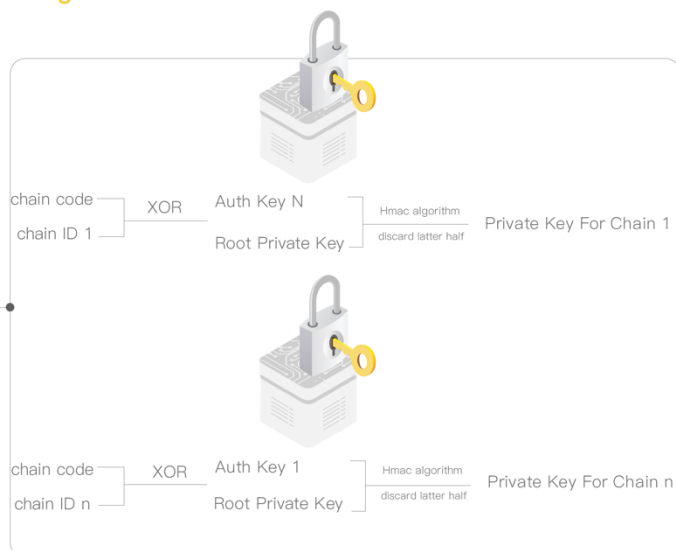 chain code
XOR
Auth Key N
chain ID 1
Root Private Key
Hmac algorithm
discard latter half
Private Key For Chain 1
chain code
XOR
Auth Key 1
chain ID n
Root Private Key
Hmac algorithm
discard latter half
Private Key For Chain n